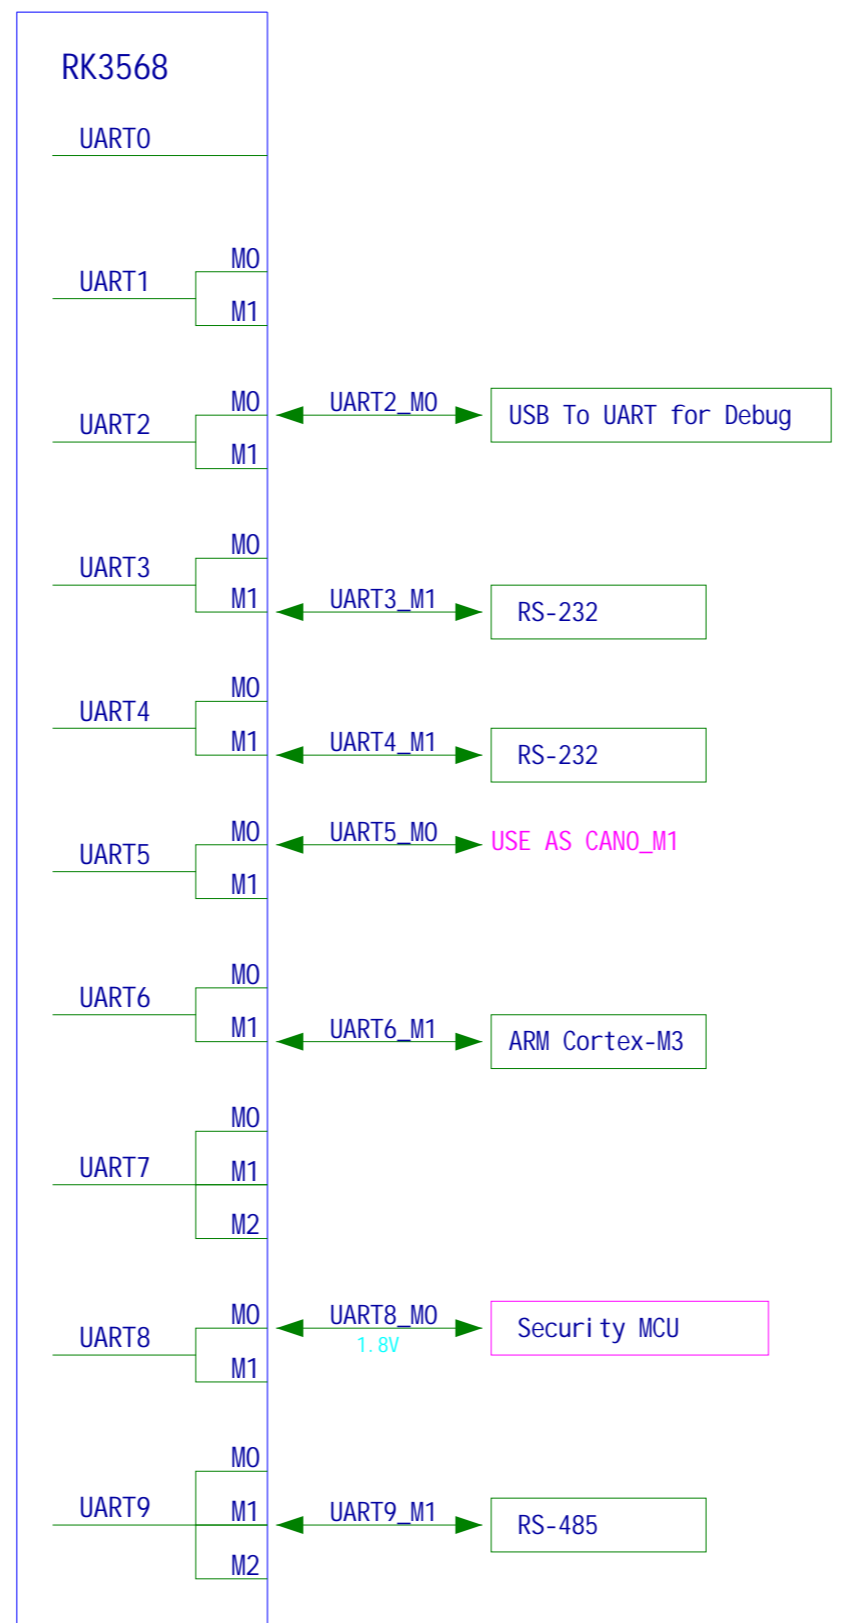 RK3568
UART0
UART1
M0
M1
UART2
M0
UART2_M0
USB To UART for Debug
M1
UART3
M0
M1
UART3_M1
RS-232
UART4
M0
M1
UART4_M1
RS-232
UART5
M0
UART5_M0
USE AS CAN0_M1
M1
UART6
M0
M1
UART6_M1
ARM Cortex-M3
UART7
M0
M1
M2
UART8
M0
UART8_M0
1.8V
Security MCU
M1
UART9
M0
M1
UART9_M1
RS-485
M2